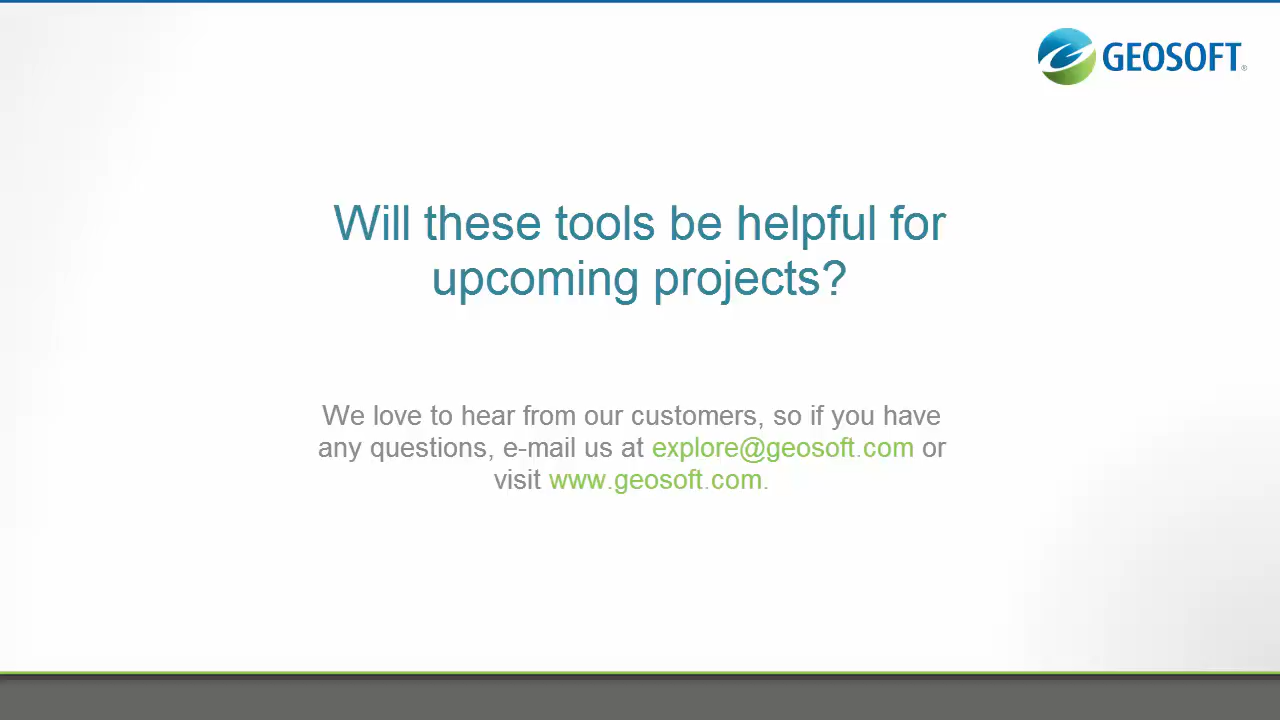 GEOSOFT®
Will these tools be helpful for
upcoming projects?
We love to hear from our customers, so if you have
any questions, e-mail us at explore@geosoft.com or
visit www.geosoft.com.